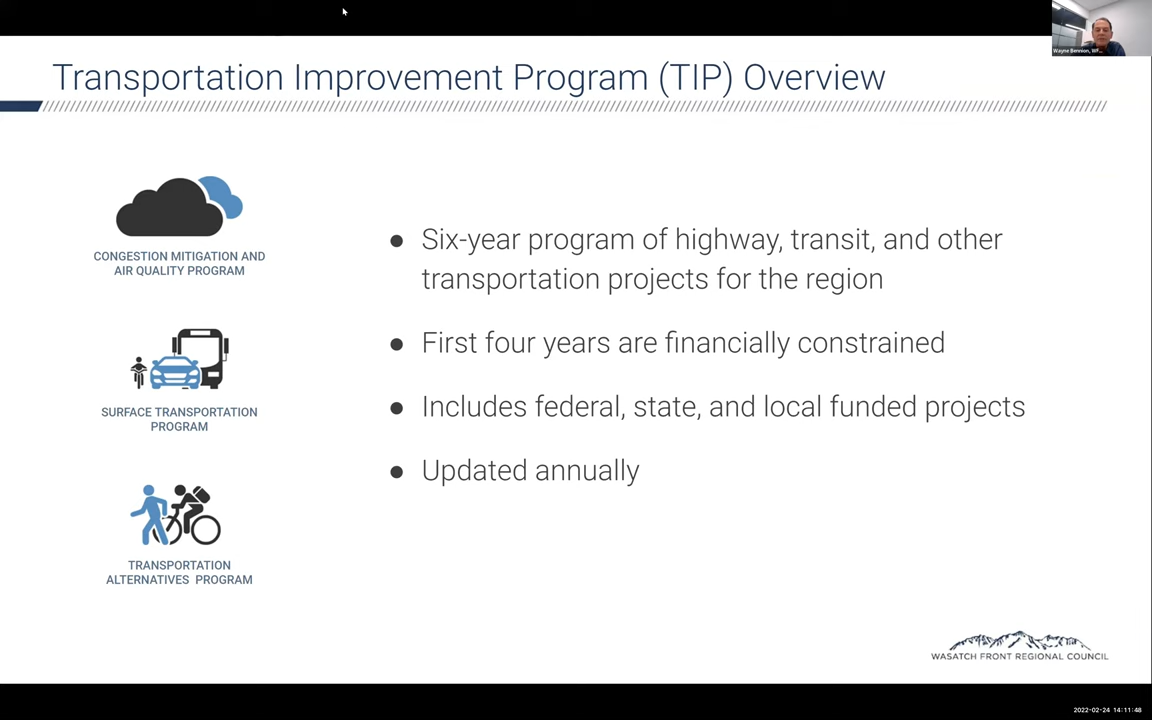 Wayne Bennion, WF...
Transportation Improvement Program (TIP) Overview
CONGESTION MITIGATION AND
AIR QUALITY PROGRAM
SURFACE TRANSPORTATION
PROGRAM
TRANSPORTATION
ALTERNATIVES PROGRAM
● Six-year program of highway, transit, and other
transportation projects for the region
● First four years are financially constrained
● Includes federal, state, and local funded projects
● Updated annually
WASATCH FRONT REGIONAL COUNCIL
2022-02-24 14:11:48